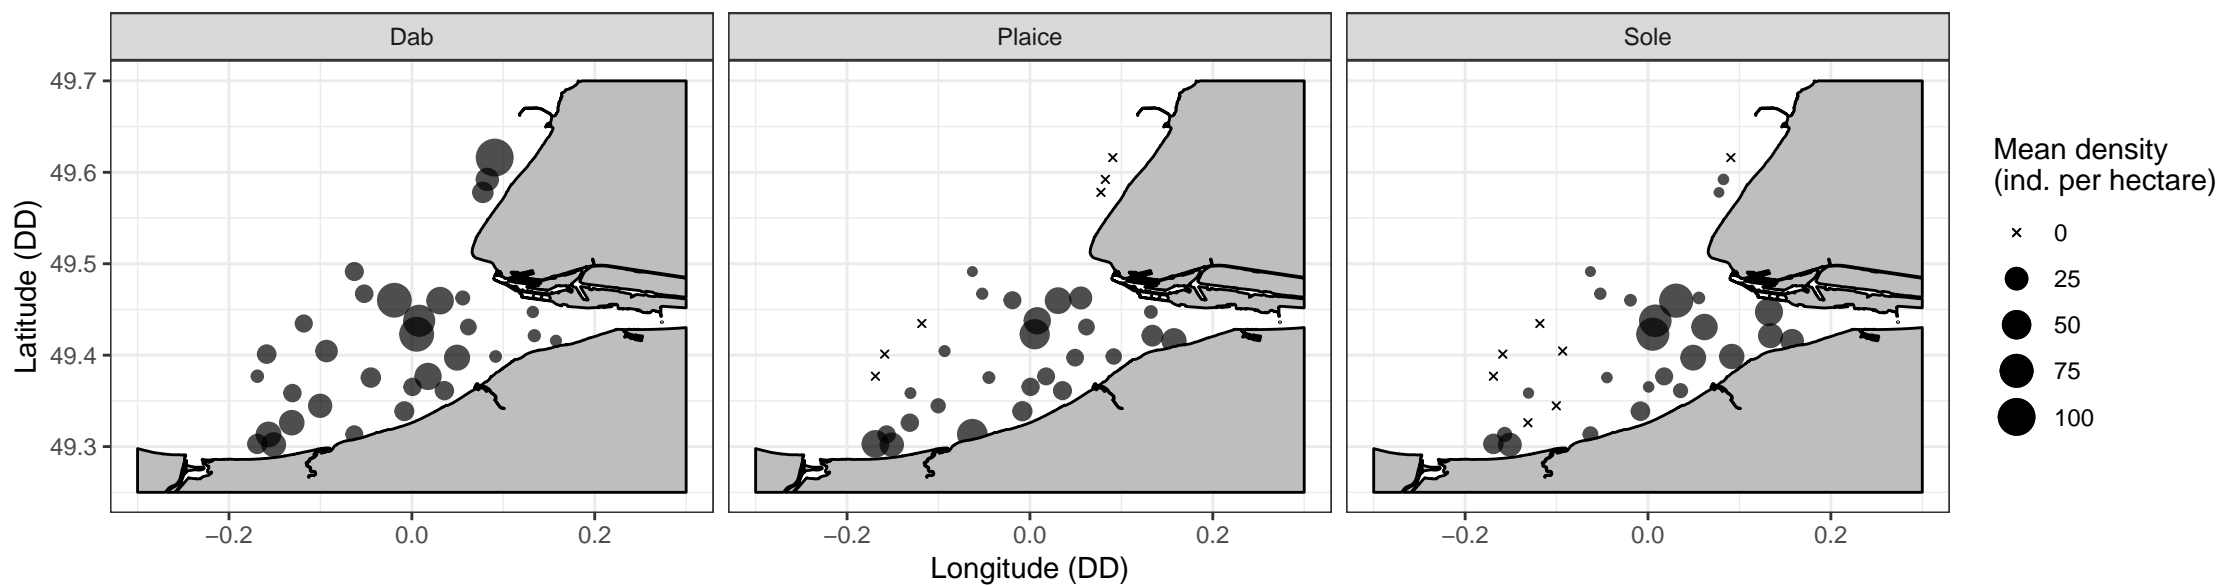 Dab
Plaice
Sole
49.7
49.6
49.5
49.4
49.3
Latitude (DD)
−0.2
0.0
0.2
−0.2
0.0
0.2
−0.2
0.0
0.2
Longitude (DD)
Mean density
(ind. per hectare)
0
25
50
75
100